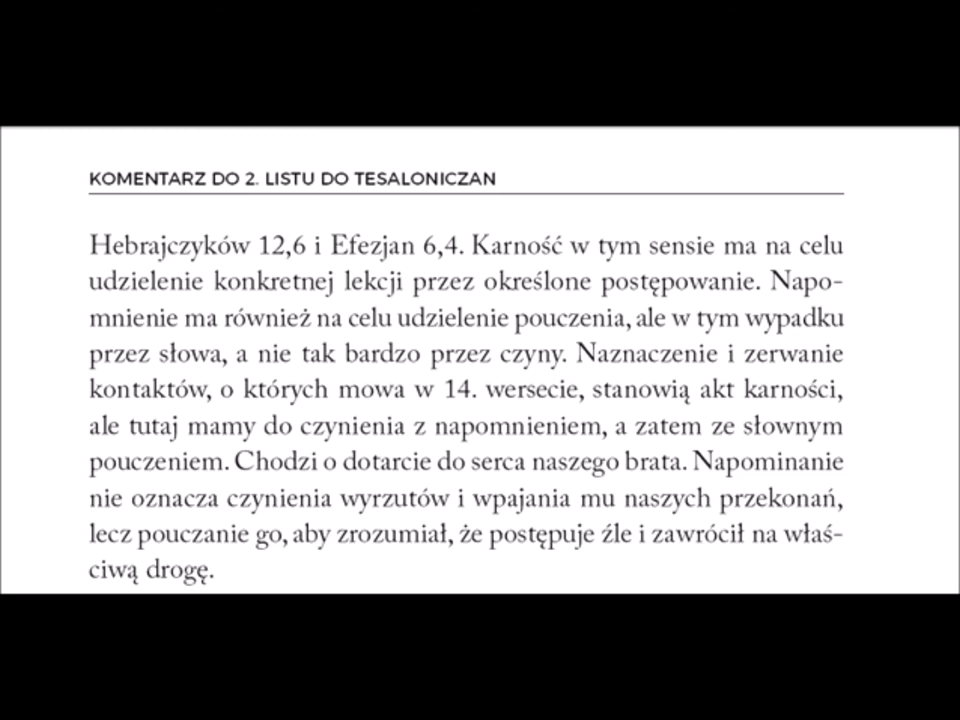 KOMENTARZ DO 2. LISTU DO TESALONICZAN
Hebrajczyków 12,6 i Efezjan 6,4. Karność w tym sensie ma na celu
udzielenie konkretnej lekcji przez określone postępowanie. Napo-
mnienie ma również na celu udzielenie pouczenia, ale w tym wypadku
przez słowa, a nie tak bardzo przez czyny. Naznaczenie i zerwanie
kontaktów, o których mowa w 14. wersecie, stanowią akt karności,
ale tutaj mamy do czynienia z napomnieniem, a zatem ze słownym
pouczeniem. Chodzi o dotarcie do serca naszego brata. Napominanie
nie oznacza czynienia wyrzutów i wpajania mu naszych przekonań,
lecz pouczanie go, aby zrozumiał, że postępuje źle i zawrócił na właś-
ciwą drogę.